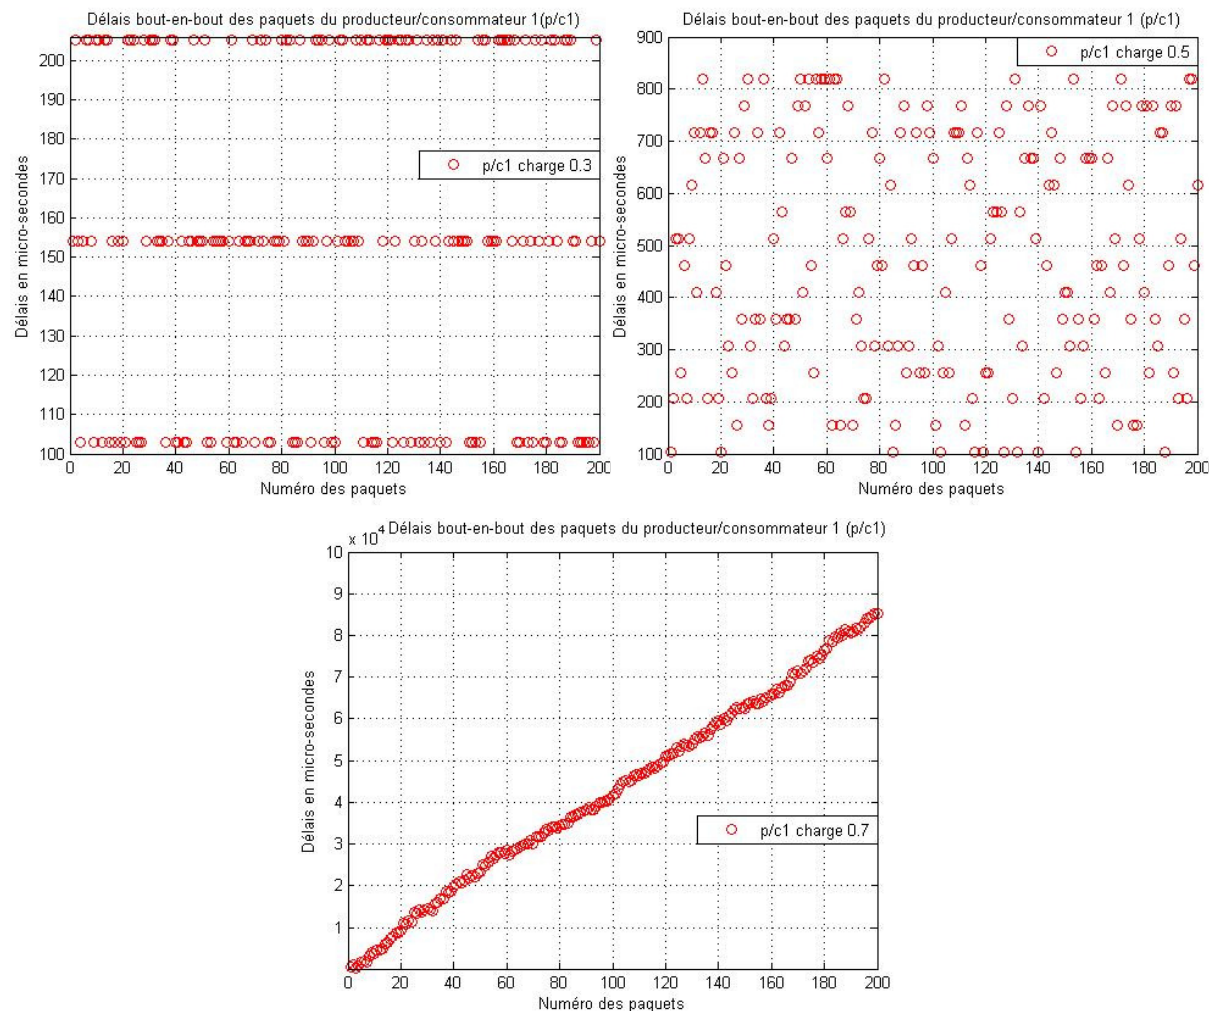 Délais bout-en-bout des paquets du producteur/consommateur 1(p/c1)
200
190
180
170
160
150
140
130
120
110
100
0 20 40 60 80 100 120 140 160 180 200
Délais en micro-secondes
Numéro des paquets
p/c1 charge 0.3
Délais bout-en-bout des paquets du producteur/consommateur 1 (p/c1)
900
800
700
600
500
400
300
200
100
0 20 40 60 80 100 120 140 160 180 200
Délais en micro-secondes
Numéro des paquets
p/c1 charge 0.5
x 10⁴ Délais bout-en-bout des paquets du producteur/consommateur 1 (p/c1)
10
9
8
7
6
5
4
3
2
1
0 20 40 60 80 100 120 140 160 180 200
Délais en micro-secondes
Numéro des paquets
p/c1 charge 0.7